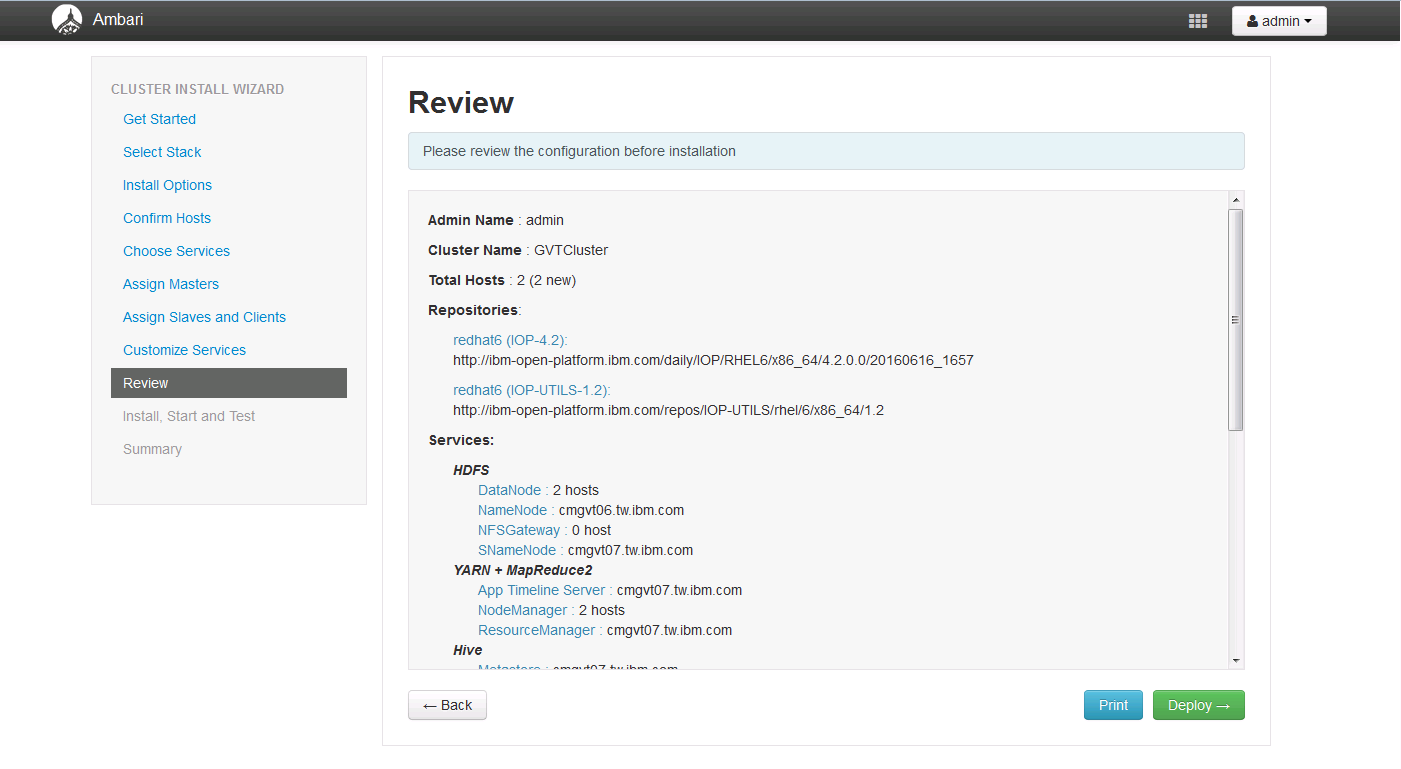 Ambari
admin
CLUSTER INSTALL WIZARD
Get Started
Select Stack
Install Options
Confirm Hosts
Choose Services
Assign Masters
Assign Slaves and Clients
Customize Services
Review
Install, Start and Test
Summary
Review
Please review the configuration before installation
Admin Name : admin
Cluster Name : GVTCluster
Total Hosts : 2 (2 new)
Repositories:
redhat6 (IOP-4.2):
http://ibm-open-platform.ibm.com/daily/IOP/RHEL6/x86_64/4.2.0.0/20160616_1657
redhat6 (IOP-UTILS-1.2):
http://ibm-open-platform.ibm.com/repos/IOP-UTILS/rhel/6/x86_64/1.2
Services:
HDFS
DataNode : 2 hosts
NameNode : cmgvt06.tw.ibm.com
NFSGateway : 0 host
SNameNode : cmgvt07.tw.ibm.com
YARN + MapReduce2
App Timeline Server : cmgvt07.tw.ibm.com
NodeManager : 2 hosts
ResourceManager : cmgvt07.tw.ibm.com
Hive
Metastore : cmgvt07.tw.ibm.com
← Back
Print
Deploy →